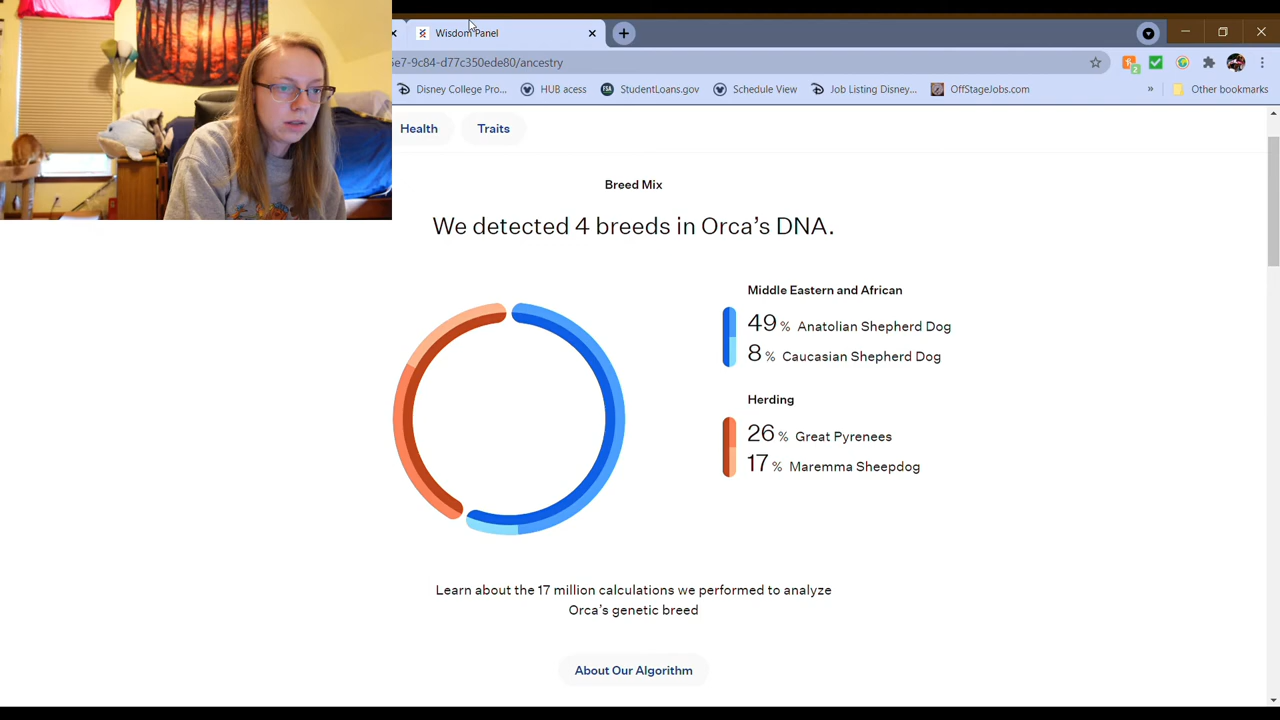 Wisdom Panel
5e7-9c84-d77c350ede80/ancestry
Disney College Pro... HUB acess FSA StudentLoans.gov Schedule View Job Listing Disney... OffStageJobs.com » Other bookmarks
Health Traits
Breed Mix
We detected 4 breeds in Orca's DNA.
Middle Eastern and African
49 % Anatolian Shepherd Dog
8 % Caucasian Shepherd Dog
Herding
26 % Great Pyrenees
17 % Maremma Sheepdog
Learn about the 17 million calculations we performed to analyze
Orca's genetic breed
About Our Algorithm